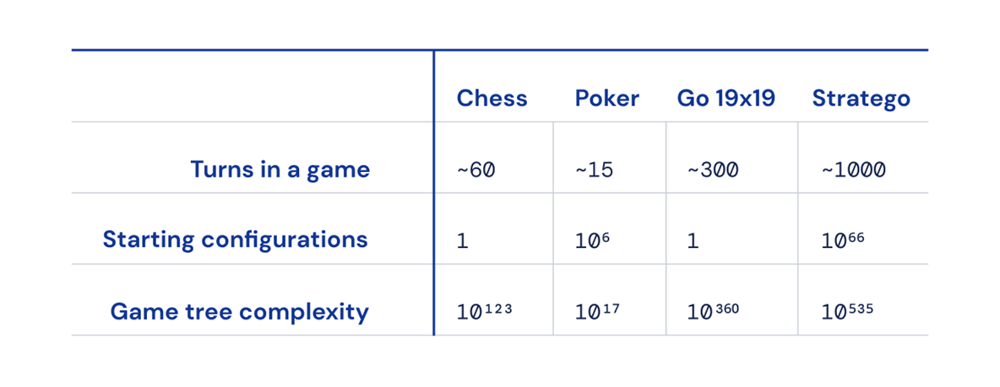 Chess Poker Go 19x19 Stratego
Turns in a game ~60 ~15 ~300 ~1000
Starting configurations 1 10⁶ 1 10⁶⁶
Game tree complexity 10¹²³ 10¹⁷ 10³⁶⁰ 10⁵³⁵